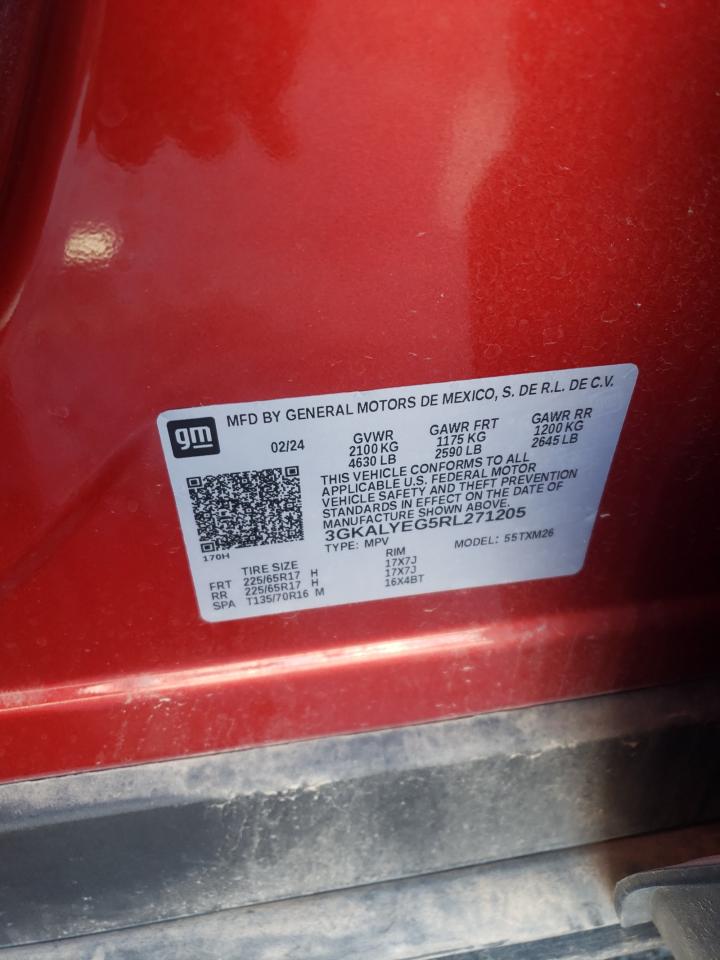 MFD BY GENERAL MOTORS DE MEXICO, S. DE R.L. DE C.V.
gm
02/24
GVWR GAWR FRT GAWR RR
2100 KG 1175 KG 1200 KG
4630 LB 2590 LB 2645 LB
THIS VEHICLE CONFORMS TO ALL
APPLICABLE U.S. FEDERAL MOTOR
VEHICLE SAFETY AND THEFT PREVENTION
STANDARDS IN EFFECT ON THE DATE OF
MANUFACTURE SHOWN ABOVE.
3GKALYEG5RL271205
170H
TYPE: MPV MODEL: 55TXM26
TIRE SIZE RIM
FRT 225/65R17 H 17X7J
RR 225/65R17 H 17X7J
SPA T135/70R16 M 16X4BT